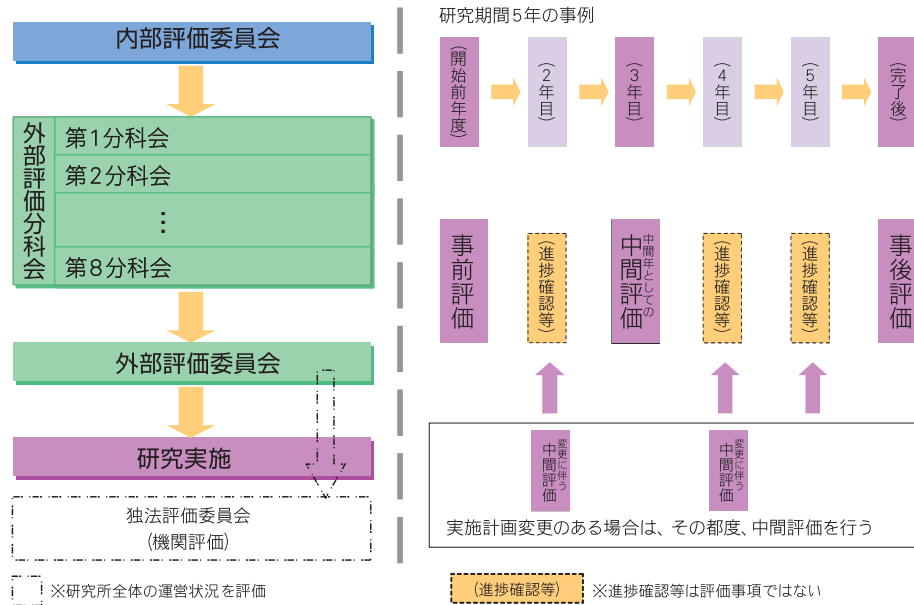 内部評価委員会
外部評価分科会
第1分科会
第2分科会
⋮
第8分科会
外部評価委員会
研究実施
独法評価委員会
(機関評価)
※研究所全体の運営状況を評価
研究期間5年の事例
(開始前年度)
(2年目)
(3年目)
(4年目)
(5年目)
(完了後)
事前評価
(進捗確認等)
中間年としての
中間評価
(進捗確認等)
(進捗確認等)
事後評価
変更に伴う
中間評価
変更に伴う
中間評価
実施計画変更のある場合は、その都度、中間評価を行う
(進捗確認等)
※進捗確認等は評価事項ではない